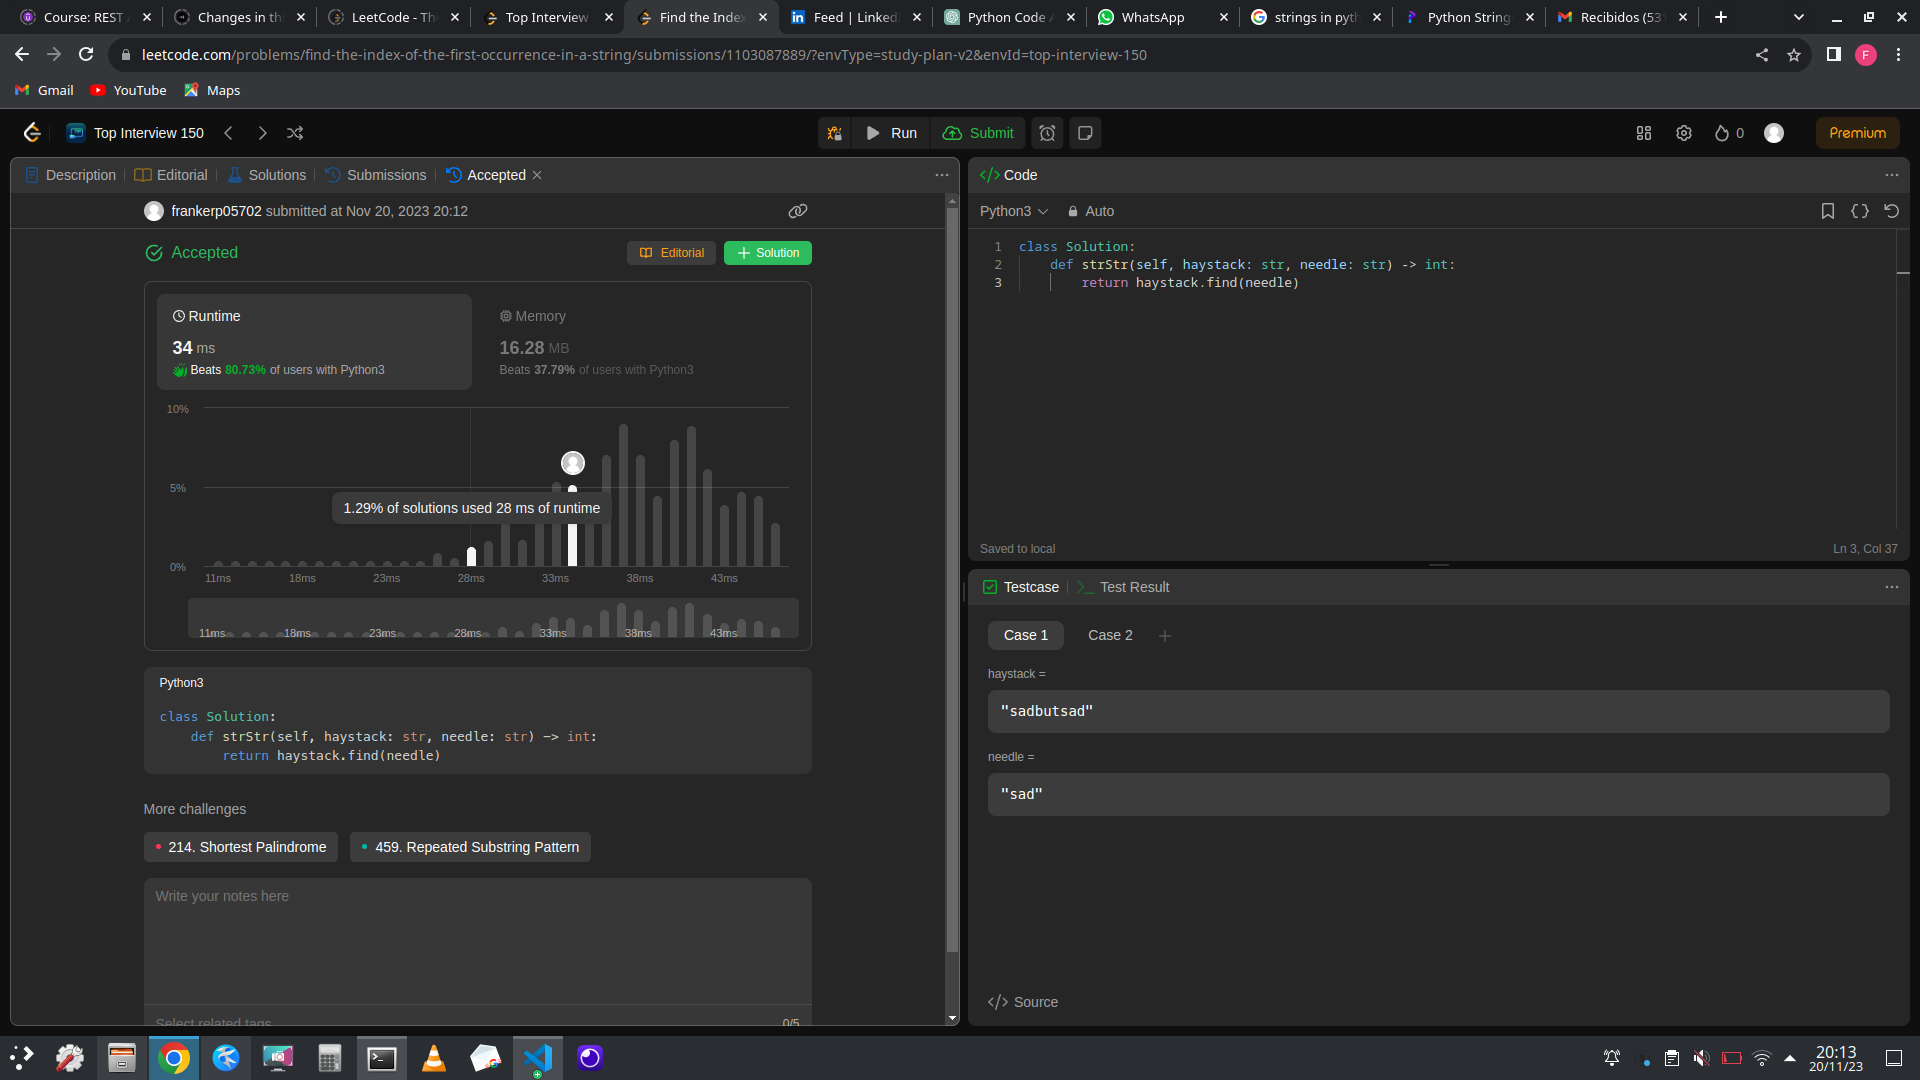 Course: REST
Changes in th
LeetCode - Th
Top Interview
Find the Index
Feed | Linked
Python Code
WhatsApp
strings in pyth
Python String
Recibidos (531
leetcode.com/problems/find-the-index-of-the-first-occurrence-in-a-string/submissions/1103087889/?envType=study-plan-v2&envId=top-interview-150
F
Gmail
YouTube
Maps
Top Interview 150
Run
Submit
0
Premium
Description
Editorial
Solutions
Submissions
Accepted
frankerp05702 submitted at Nov 20, 2023 20:12
Accepted
Editorial
Solution
Runtime
34 ms
Beats 80.73% of users with Python3
Memory
16.28 MB
Beats 37.79% of users with Python3
10%
5%
0%
1.29% of solutions used 28 ms of runtime
11ms 18ms 23ms 28ms 33ms 38ms 43ms
11ms 18ms 23ms 28ms 33ms 38ms 43ms
Python3
class Solution:
    def strStr(self, haystack: str, needle: str) -> int:
        return haystack.find(needle)
More challenges
214. Shortest Palindrome
459. Repeated Substring Pattern
Write your notes here
Select related tags
0/5
Code
Python3
Auto
1 class Solution:
2     def strStr(self, haystack: str, needle: str) -> int:
3         return haystack.find(needle)
Saved to local
Ln 3, Col 37
Testcase
Test Result
Case 1
Case 2
haystack =
"sadbutsad"
needle =
"sad"
Source
20:13
20/11/23